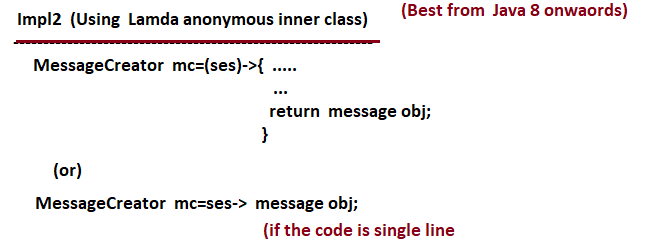 Impl2 (Using Lamda anonymous inner class) (Best from Java 8 onwaords)
MessageCreator mc=(ses)->{ .....
...
return message obj;
}
(or)
MessageCreator mc=ses-> message obj;
(if the code is single line